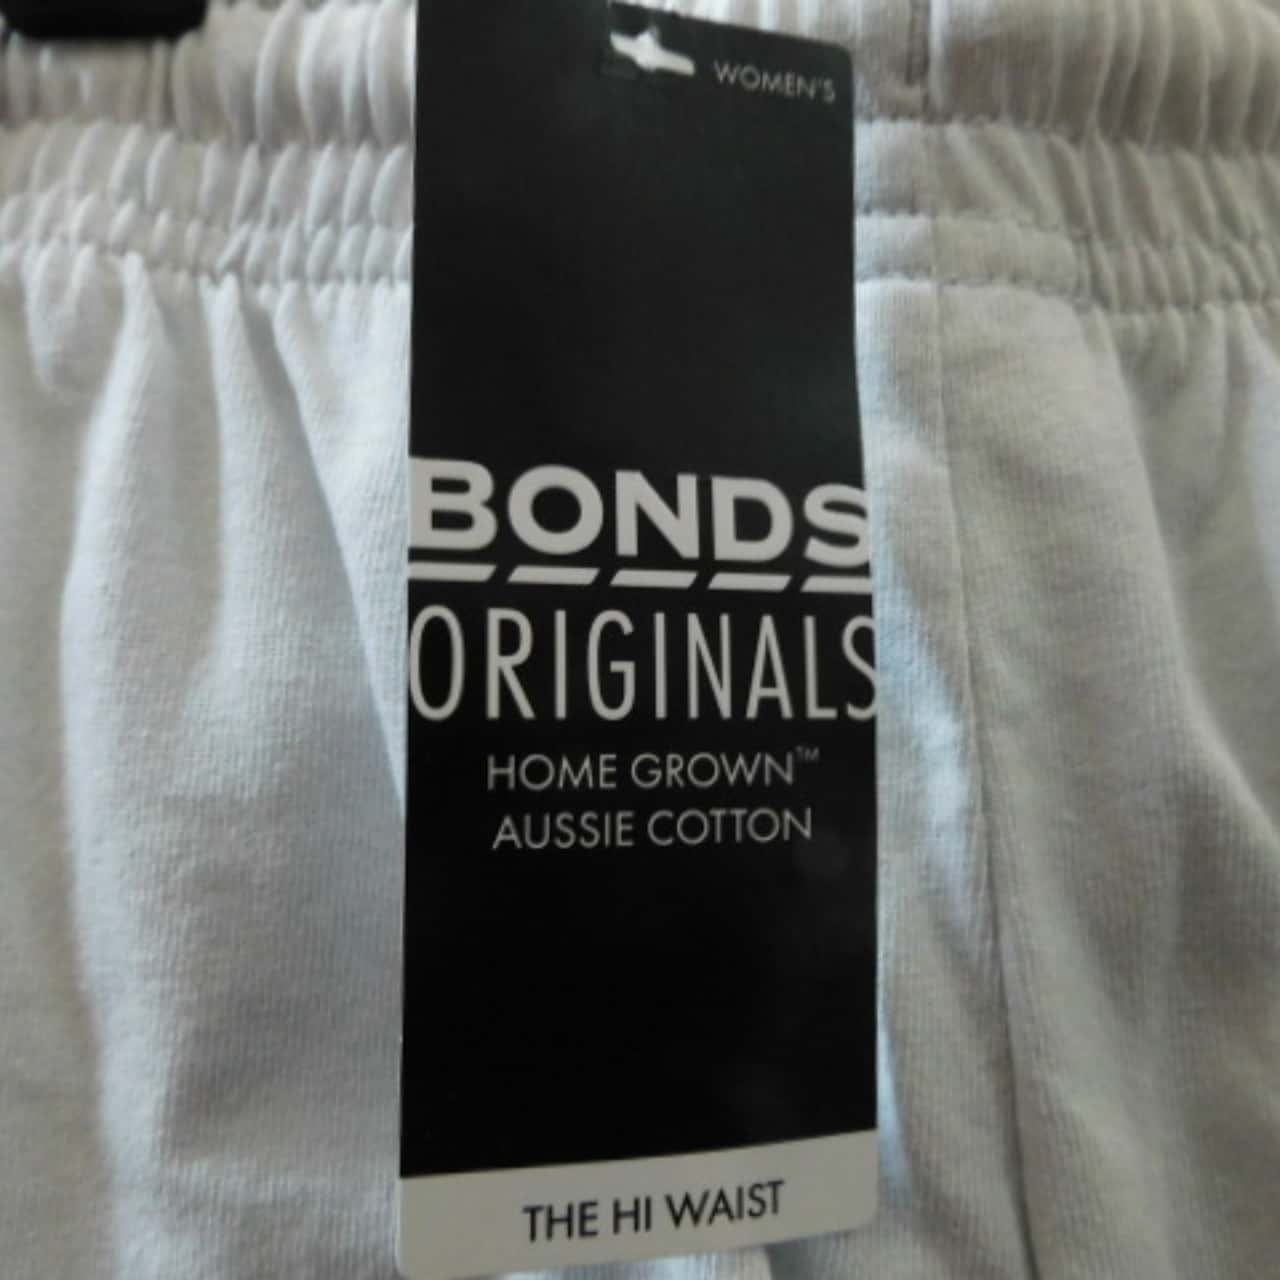 WOMEN'S
BONDS
ORIGINALS
HOME GROWN™
AUSSIE COTTON
THE HI WAIST